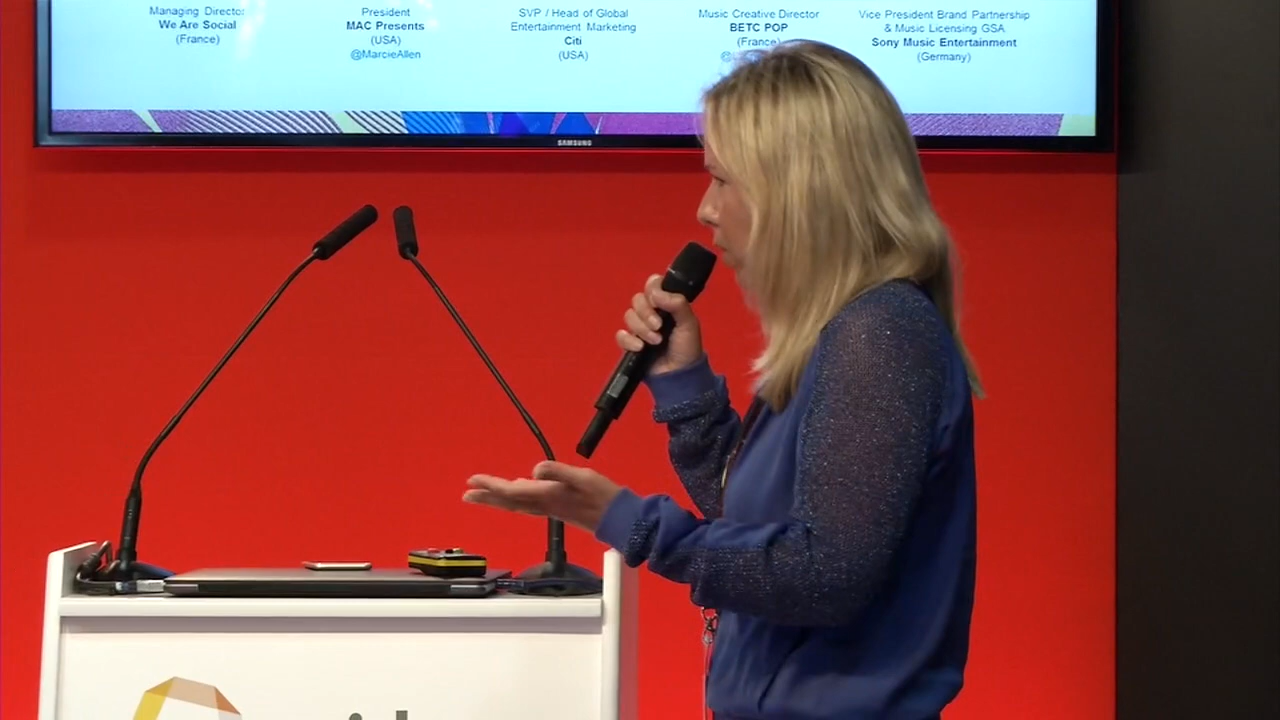 Managing Director
We Are Social
(France)
President
MAC Presents
(USA)
@MarcieAllen
SVP / Head of Global
Entertainment Marketing
Citi
(USA)
Music Creative Director
BETC POP
(France)
Vice President Brand Partnership
& Music Licensing GSA
Sony Music Entertainment
(Germany)
SAMSUNG